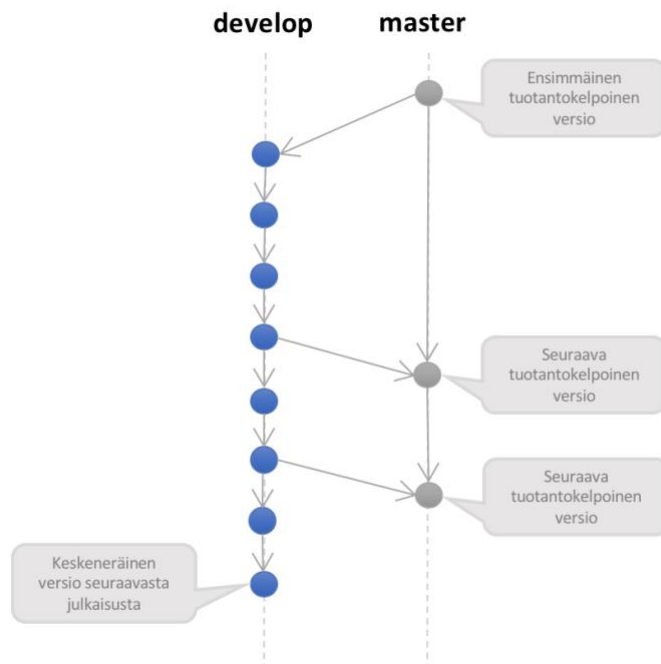 develop
master
Ensimmäinen
tuotantokelpoinen
versio
Seuraava
tuotantokelpoinen
versio
Seuraava
tuotantokelpoinen
versio
Keskeneräinen
versio seuraavasta
julkaisusta